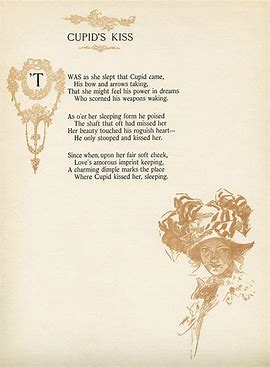 CUPID'S KISS
'T WAS as she slept that Cupid came,
His bow and arrows taking,
That she might feel his power in dreams
Who scorned his weapons waking.
As o'er her sleeping form he poised
The shaft that oft had missed her
Her beauty touched his roguish heart—
He only stooped and kissed her.
Since when, upon her fair soft cheek,
Love's amorous imprint keeping,
A charming dimple marks the place
Where Cupid kissed her, sleeping.